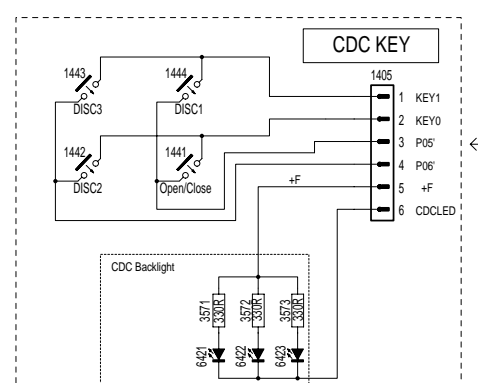 CDC KEY
1405
1443
1444
DISC3
DISC1
1 KEY1
2 KEY0
3 P05'
4 P06'
5 +F
6 CDCLED
1442
1441
DISC2
Open/Close
+F
CDC Backlight
3571
330R
3572
330R
3573
330R
6421
6422
6423